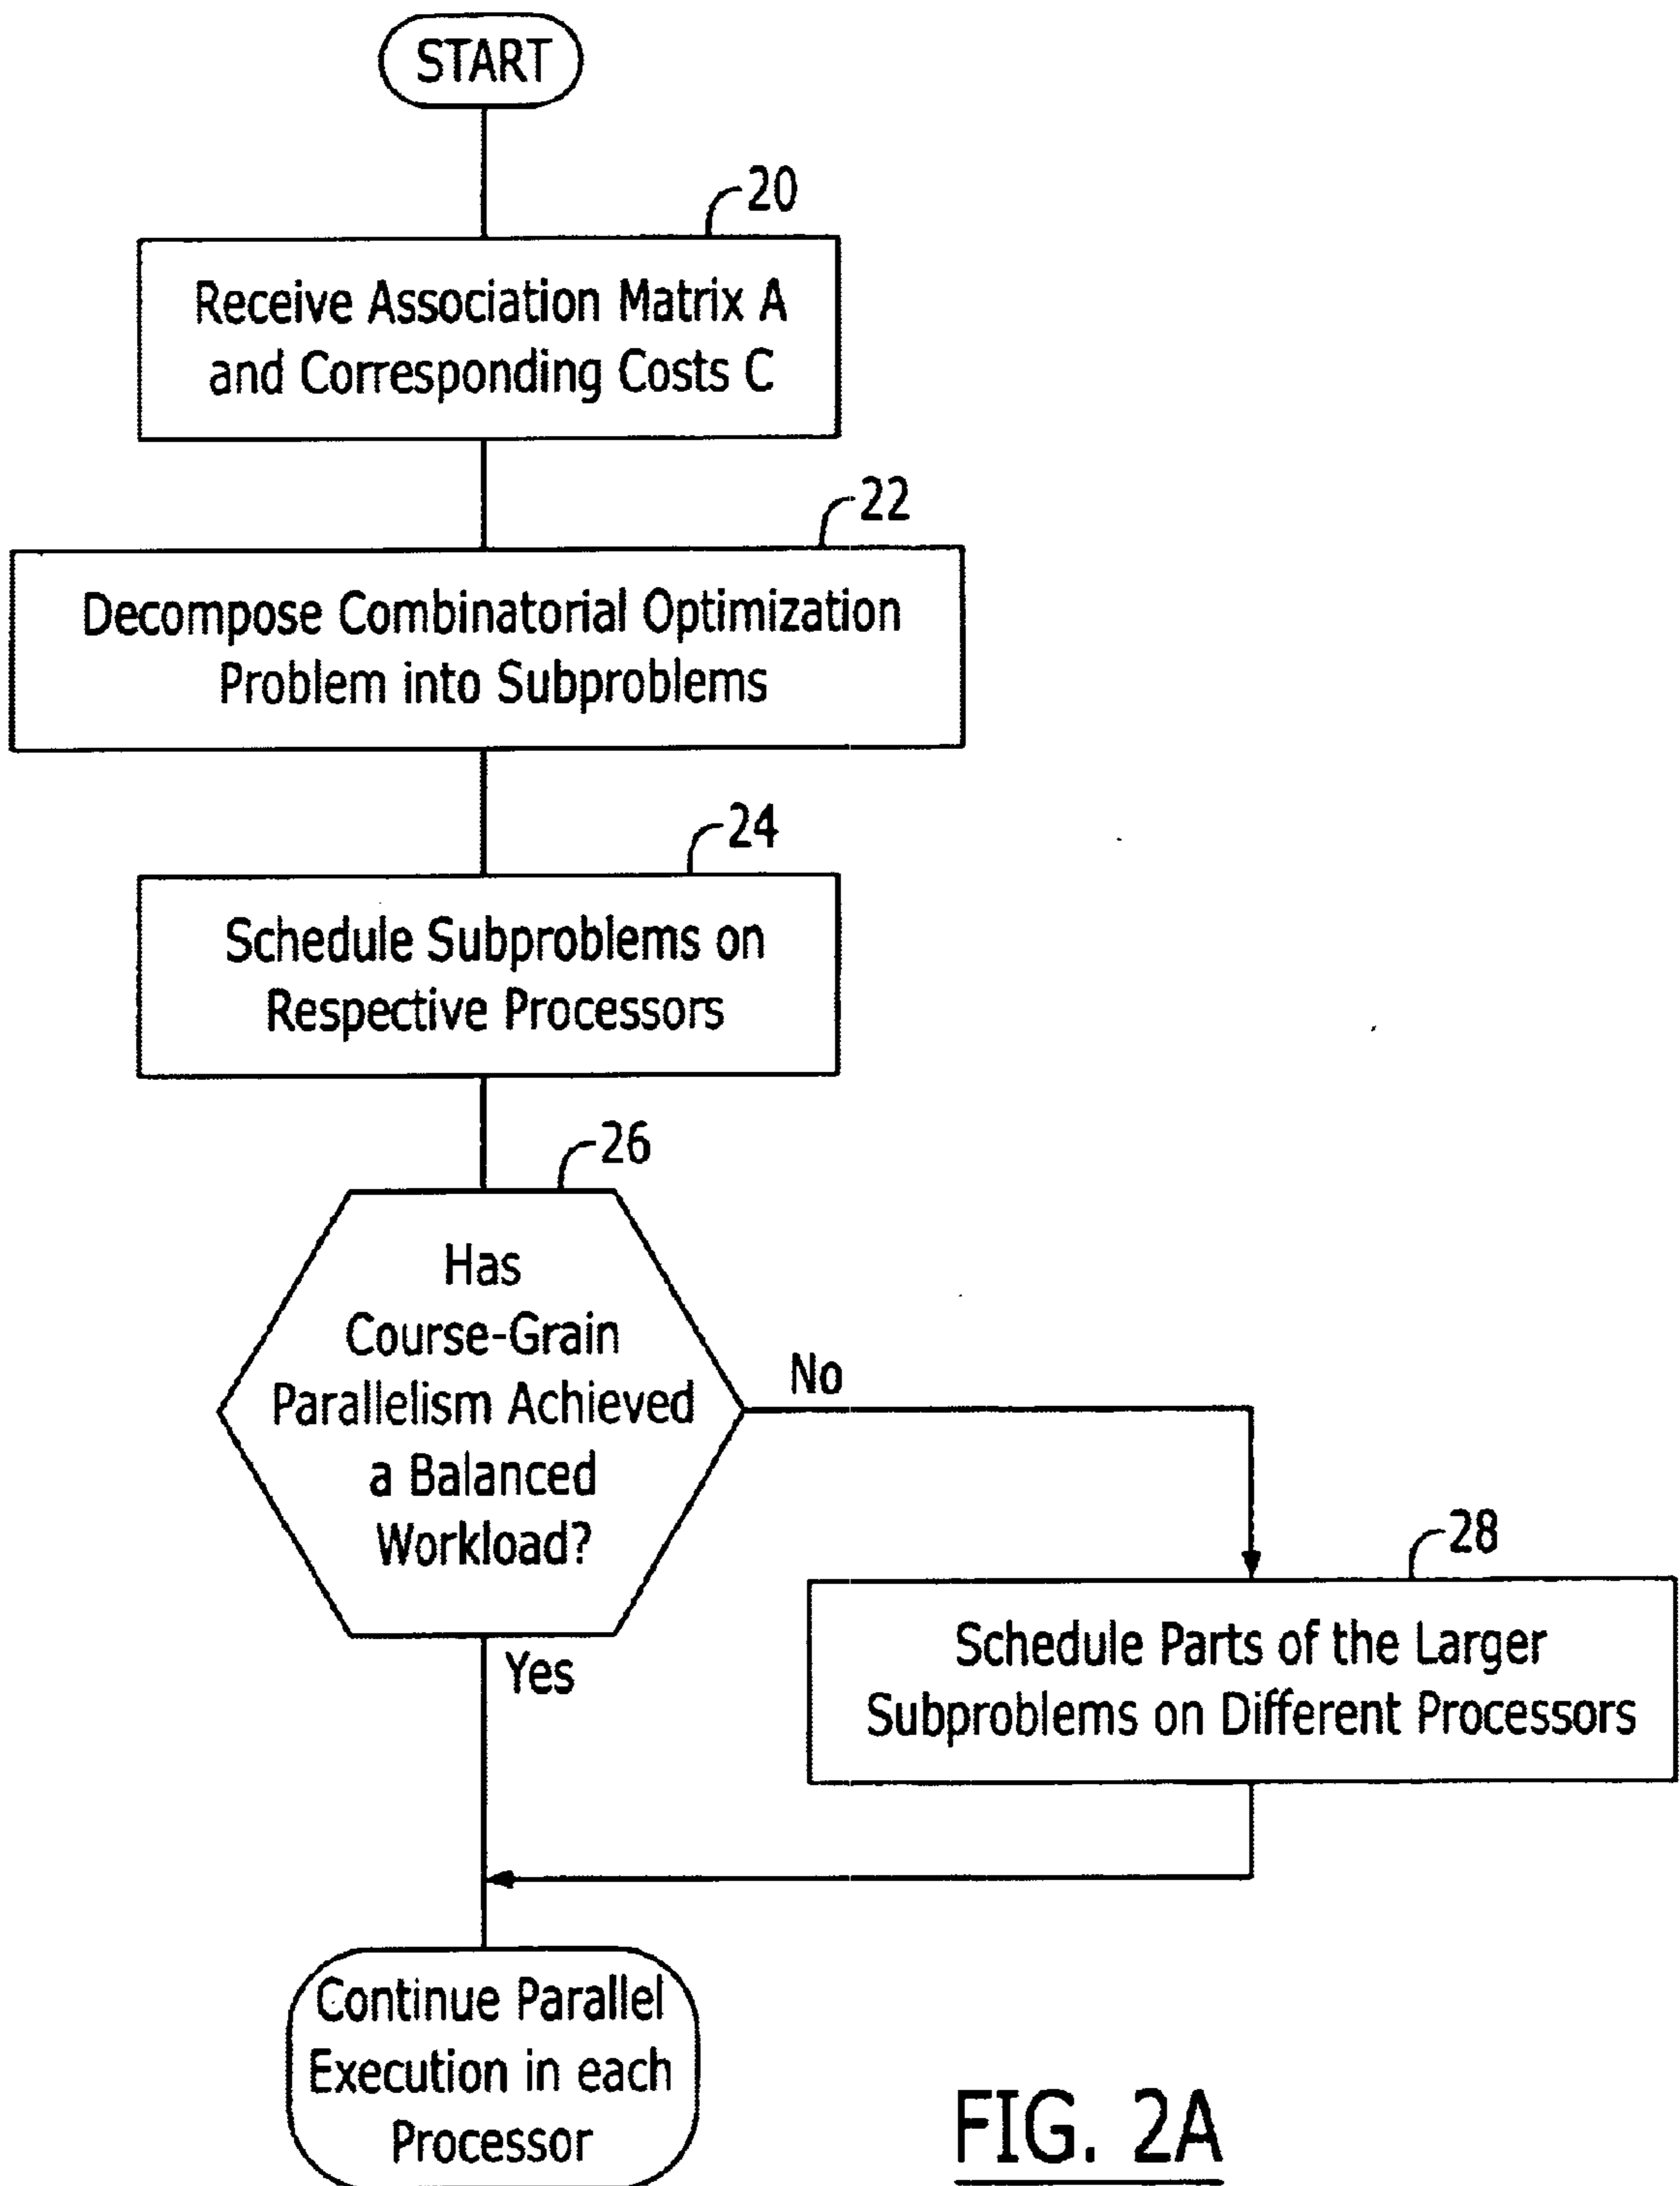 START
20
Receive Association Matrix A
and Corresponding Costs C
22
Decompose Combinatorial Optimization
Problem into Subproblems
24
Schedule Subproblems on
Respective Processors
26
Has
Course-Grain
Parallelism Achieved
a Balanced
Workload?
No
Yes
28
Schedule Parts of the Larger
Subproblems on Different Processors
Continue Parallel
Execution in each
Processor
FIG. 2A